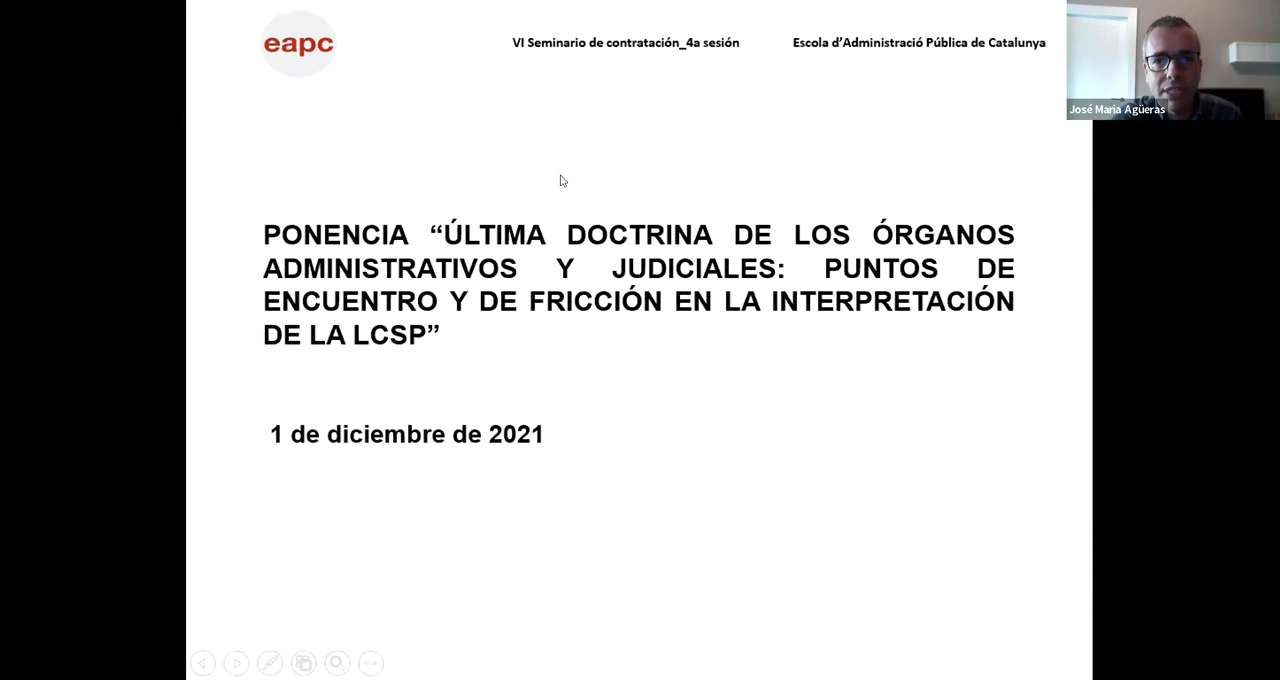 eapc
VI Seminario de contratación_4a sesión
Escola d’Administració Pública de Catalunya
José Maria Agüeras
PONENCIA “ÚLTIMA DOCTRINA DE LOS ÓRGANOS
ADMINISTRATIVOS Y JUDICIALES: PUNTOS DE
ENCUENTRO Y DE FRICCIÓN EN LA INTERPRETACIÓN
DE LA LCSP”
1 de diciembre de 2021